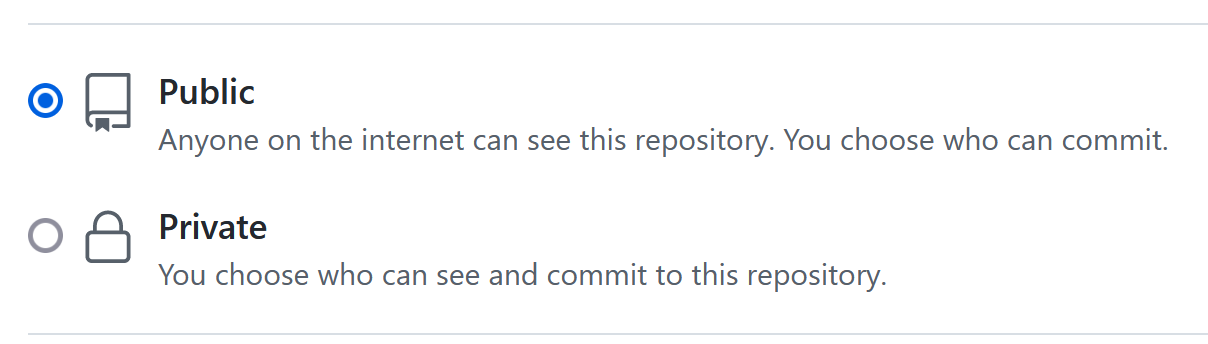 Public
Anyone on the internet can see this repository. You choose who can commit.
Private
You choose who can see and commit to this repository.